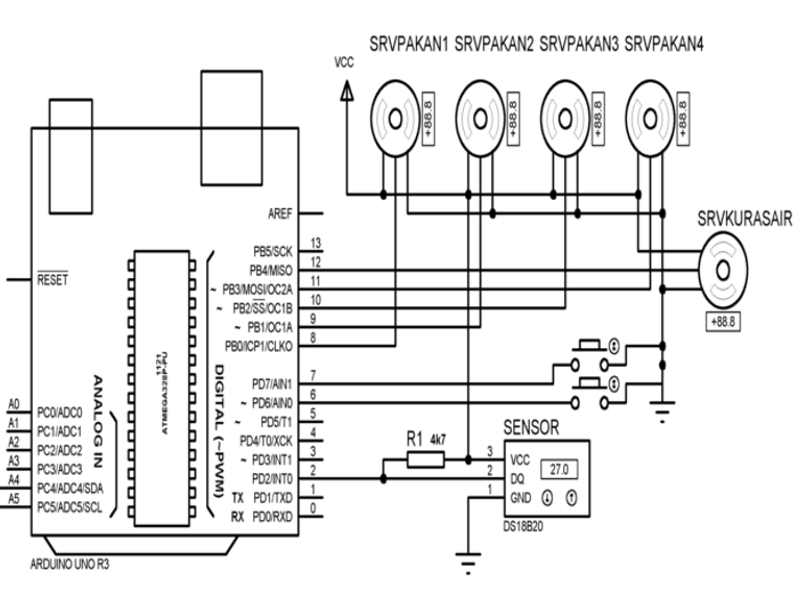 SRVPAKAN1 SRVPAKAN2 SRVPAKAN3 SRVPAKAN4
VCC
+88.8 +88.8 +88.8 +88.8
AREF
SRVKURASAIR
+88.8
RESET
PB5/SCK 13
PB4/MISO 12
~ PB3/MOSI/OC2A 11
~ PB2/SS/OC1B 10
~ PB1/OC1A 9
PB0/ICP1/CLKO 8
1121
ATMEGA328P-PU
DIGITAL (~PWM)
ANALOG IN
PD7/AIN1 7
~ PD6/AIN0 6
~ PD5/T1 5
PD4/T0/XCK 4
~ PD3/INT1 3
PD2/INT0 2
TX PD1/TXD 1
RX PD0/RXD 0
A0 PC0/ADC0
A1 PC1/ADC1
A2 PC2/ADC2
A3 PC3/ADC3
A4 PC4/ADC4/SDA
A5 PC5/ADC5/SCL
R1 4k7
SENSOR
3 VCC
27.0
2 DQ
1 GND
DS18B20
ARDUINO UNO R3